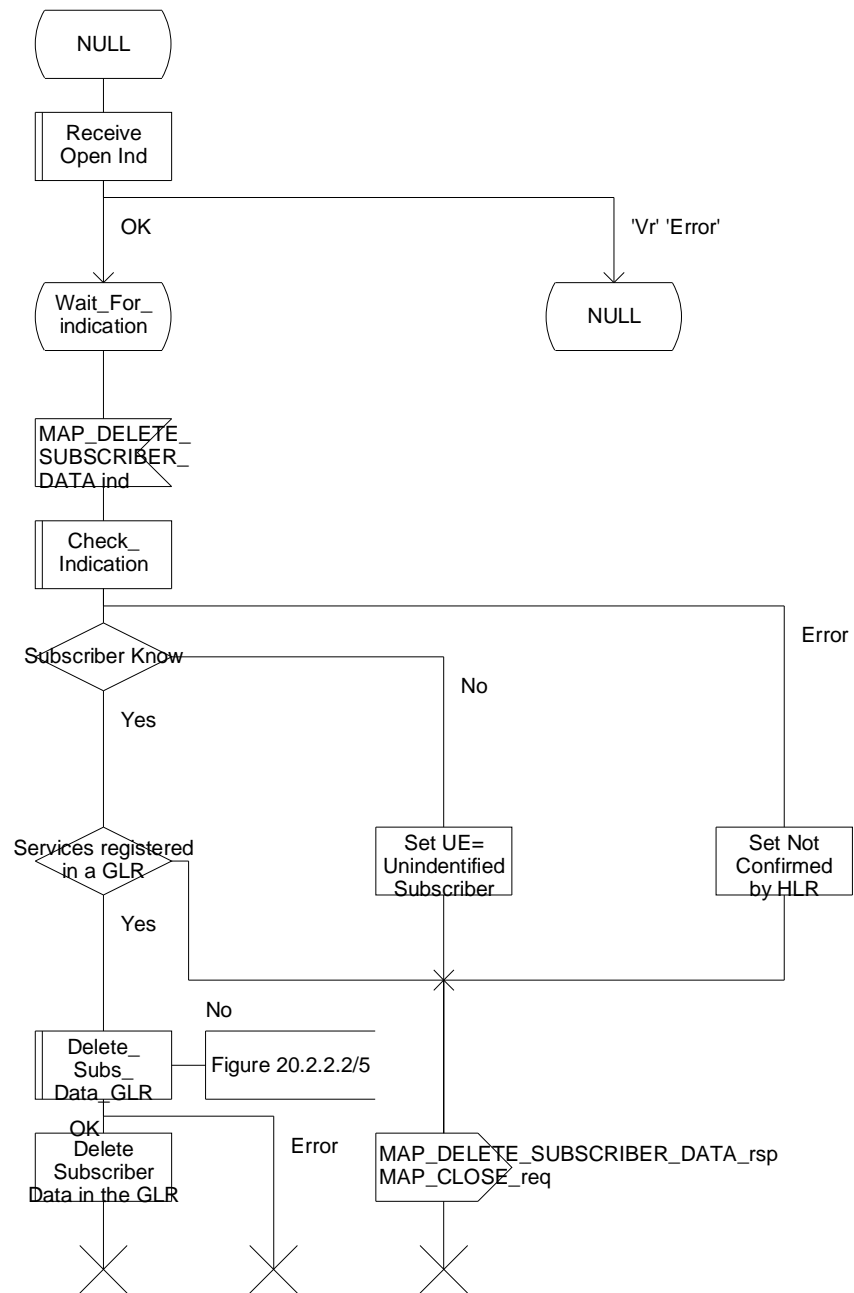 NULL
Receive
Open Ind
OK
'Vr' 'Error'
Wait_For_
indication
NULL
MAP_DELETE_
SUBSCRIBER_
DATA ind
Check_
Indication
Error
Subscriber Know
No
Yes
Services registered
in a GLR
Set UE=
Unindentified
Subscriber
Set Not
Confirmed
by HLR
Yes
No
Delete_
Subs_
Data_GLR
Figure 20.2.2.2/5
OK
Error
Delete
Subscriber
Data in the GLR
MAP_DELETE_SUBSCRIBER_DATA_rsp
MAP_CLOSE_req